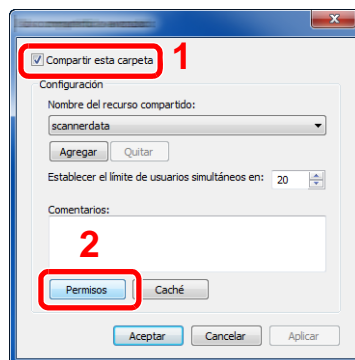 1
Compartir esta carpeta
Configuración
Nombre del recurso compartido:
scannerdata
Agregar Quitar
Establecer el límite de usuarios simultáneos en: 20
Comentarios:
2
Permisos Caché
Aceptar Cancelar Aplicar